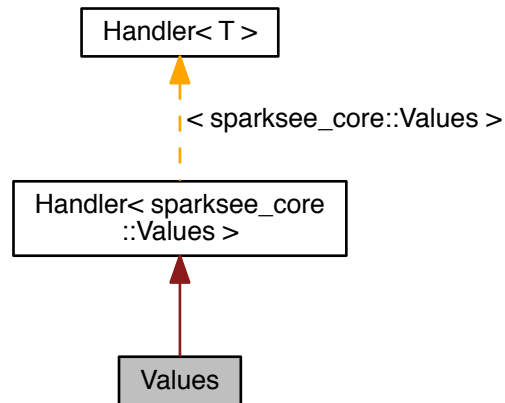 Handler< T >
< sparksee_core::Values >
Handler< sparksee_core
::Values >
Values